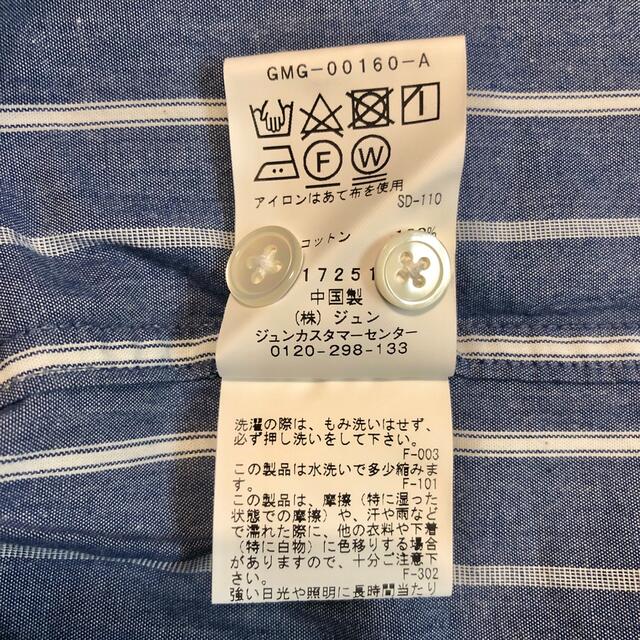 GMG-00160-A
F W
アイロンはあて布を使用
SD-110
コットン
17251
中国製
(株) ジュン
ジュンカスタマーセンター
0120-298-133
洗濯の際は、もみ洗いはせず、
必ず押し洗いをして下さい。
F-003
この製品は水洗いで多少縮みま
す。
F-101
この製品は、摩擦（特に湿った
状態での摩擦）や、汗や雨など
で濡れた際に、他の衣料や下着
（特に白物）に色移りする場合
がありますので、十分ご注意下
さい。
F-302
強い日光や照明に長時間当たり